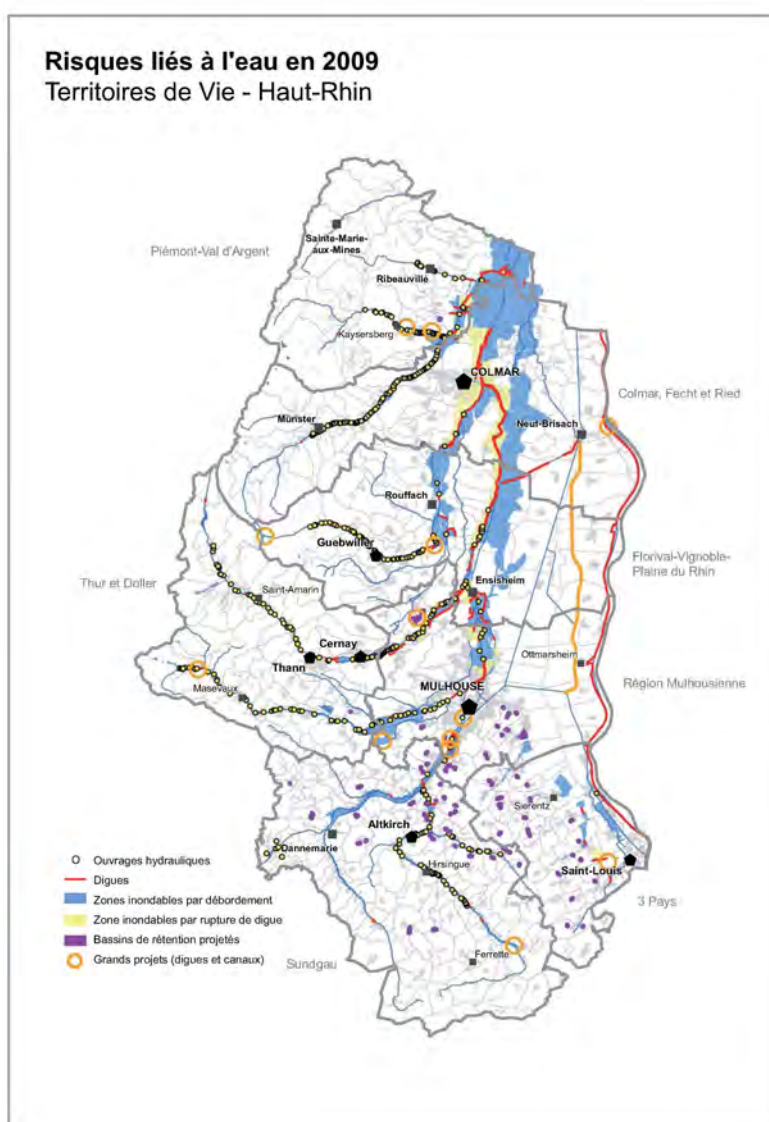 Risques liés à l'eau en 2009
Territoires de Vie - Haut-Rhin
Piémont-Val d'Argent
Sainte-Marie-
aux-Mines
Ribeauvillé
Kaysersberg
COLMAR
Colmar, Fecht et Ried
Munster
Neuf-Brisach
Rouffach
Guebwiller
Florival-Vignoble-
Plaine du Rhin
Thur et Doller
Saint-Amarin
Ensisheim
Cernay
Thann
Ottmarsheim
Région Mulhousienne
Masevaux
MULHOUSE
Sierentz
Altkirch
Dannemarie
Hirsingue
Saint-Louis
3 Pays
Ferrette
Sundgau
Ouvrages hydrauliques
Digues
Zones inondables par débordement
Zone inondables par rupture de digue
Bassins de rétention projetés
Grands projets (digues et canaux)